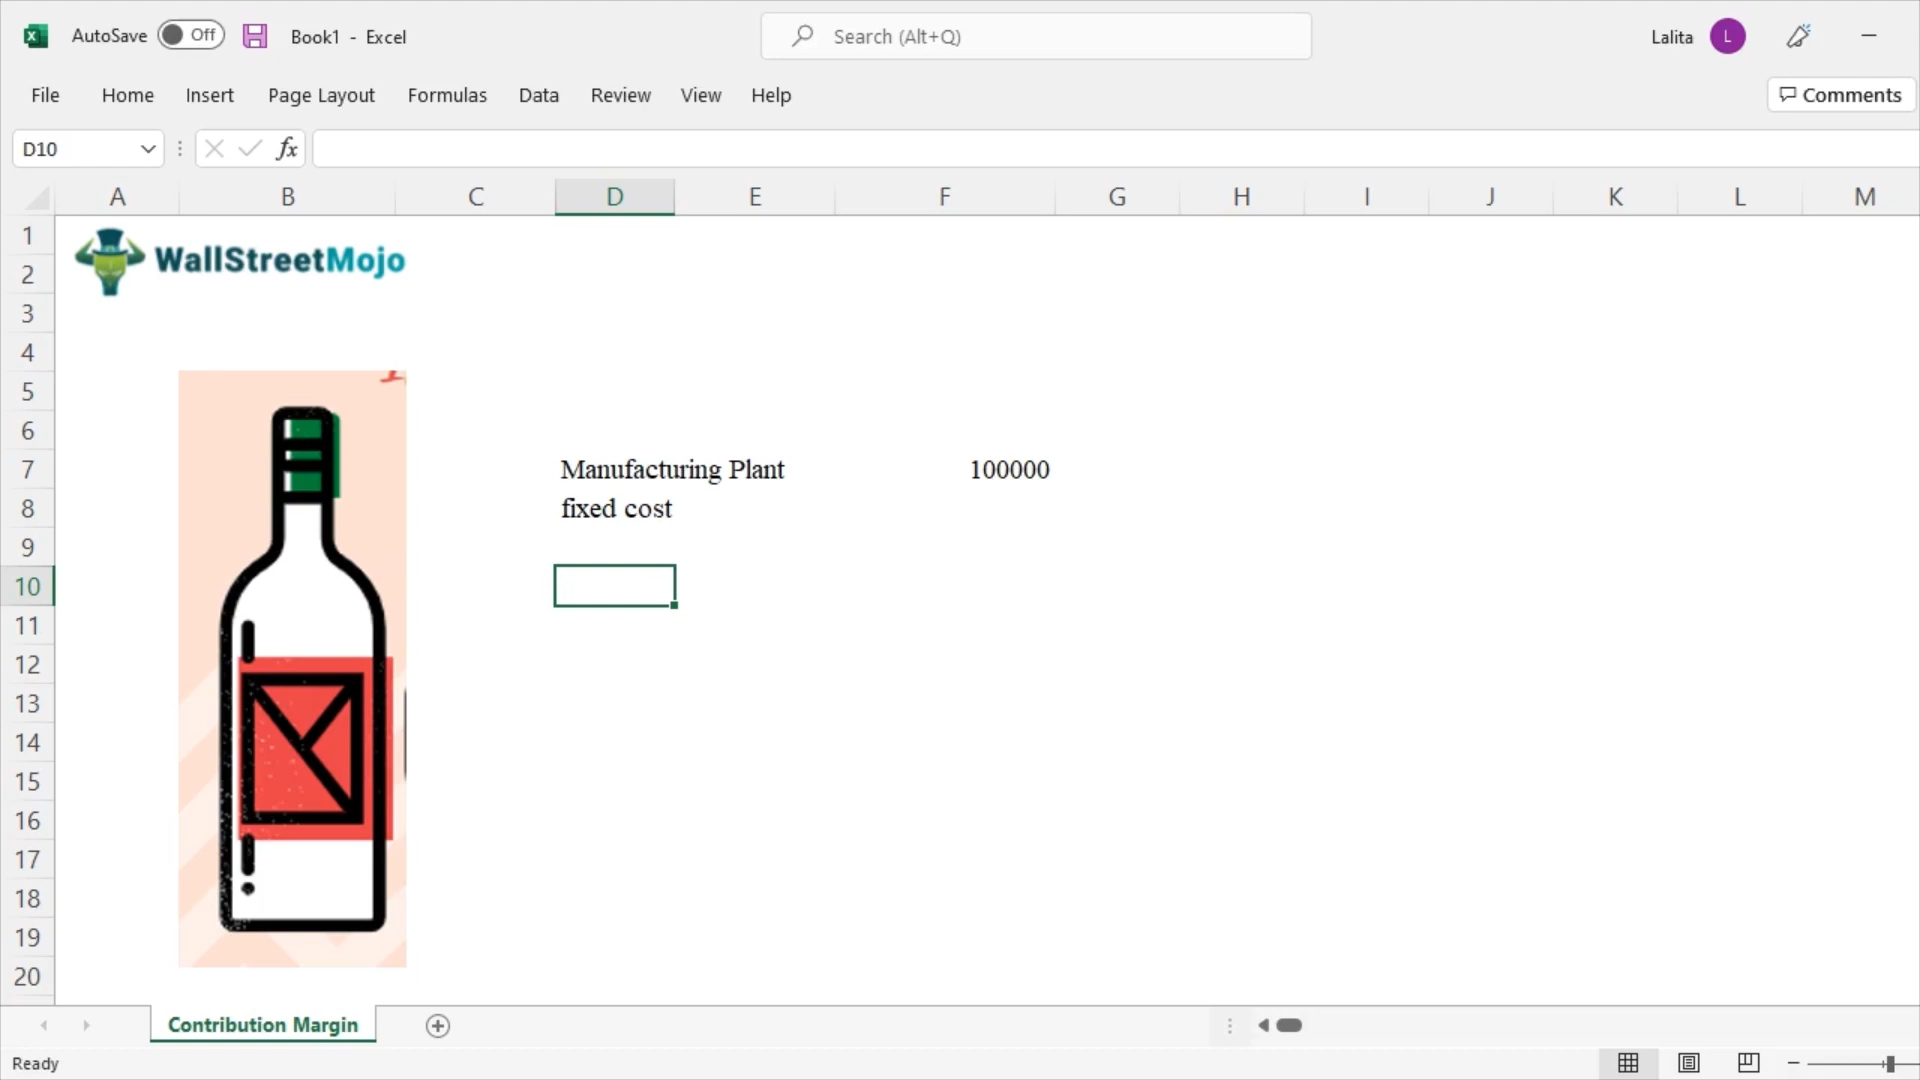 AutoSave Off Book1 - Excel Search (Alt+Q) Lalita L
File Home Insert Page Layout Formulas Data Review View Help Comments
D10 fx
A B C D E F G H I J K L M
1
WallStreetMojo
2
3
4
5
6
7 Manufacturing Plant 100000
8 fixed cost
9
10
11
12
13
14
15
16
17
18
19
20
Contribution Margin
Ready